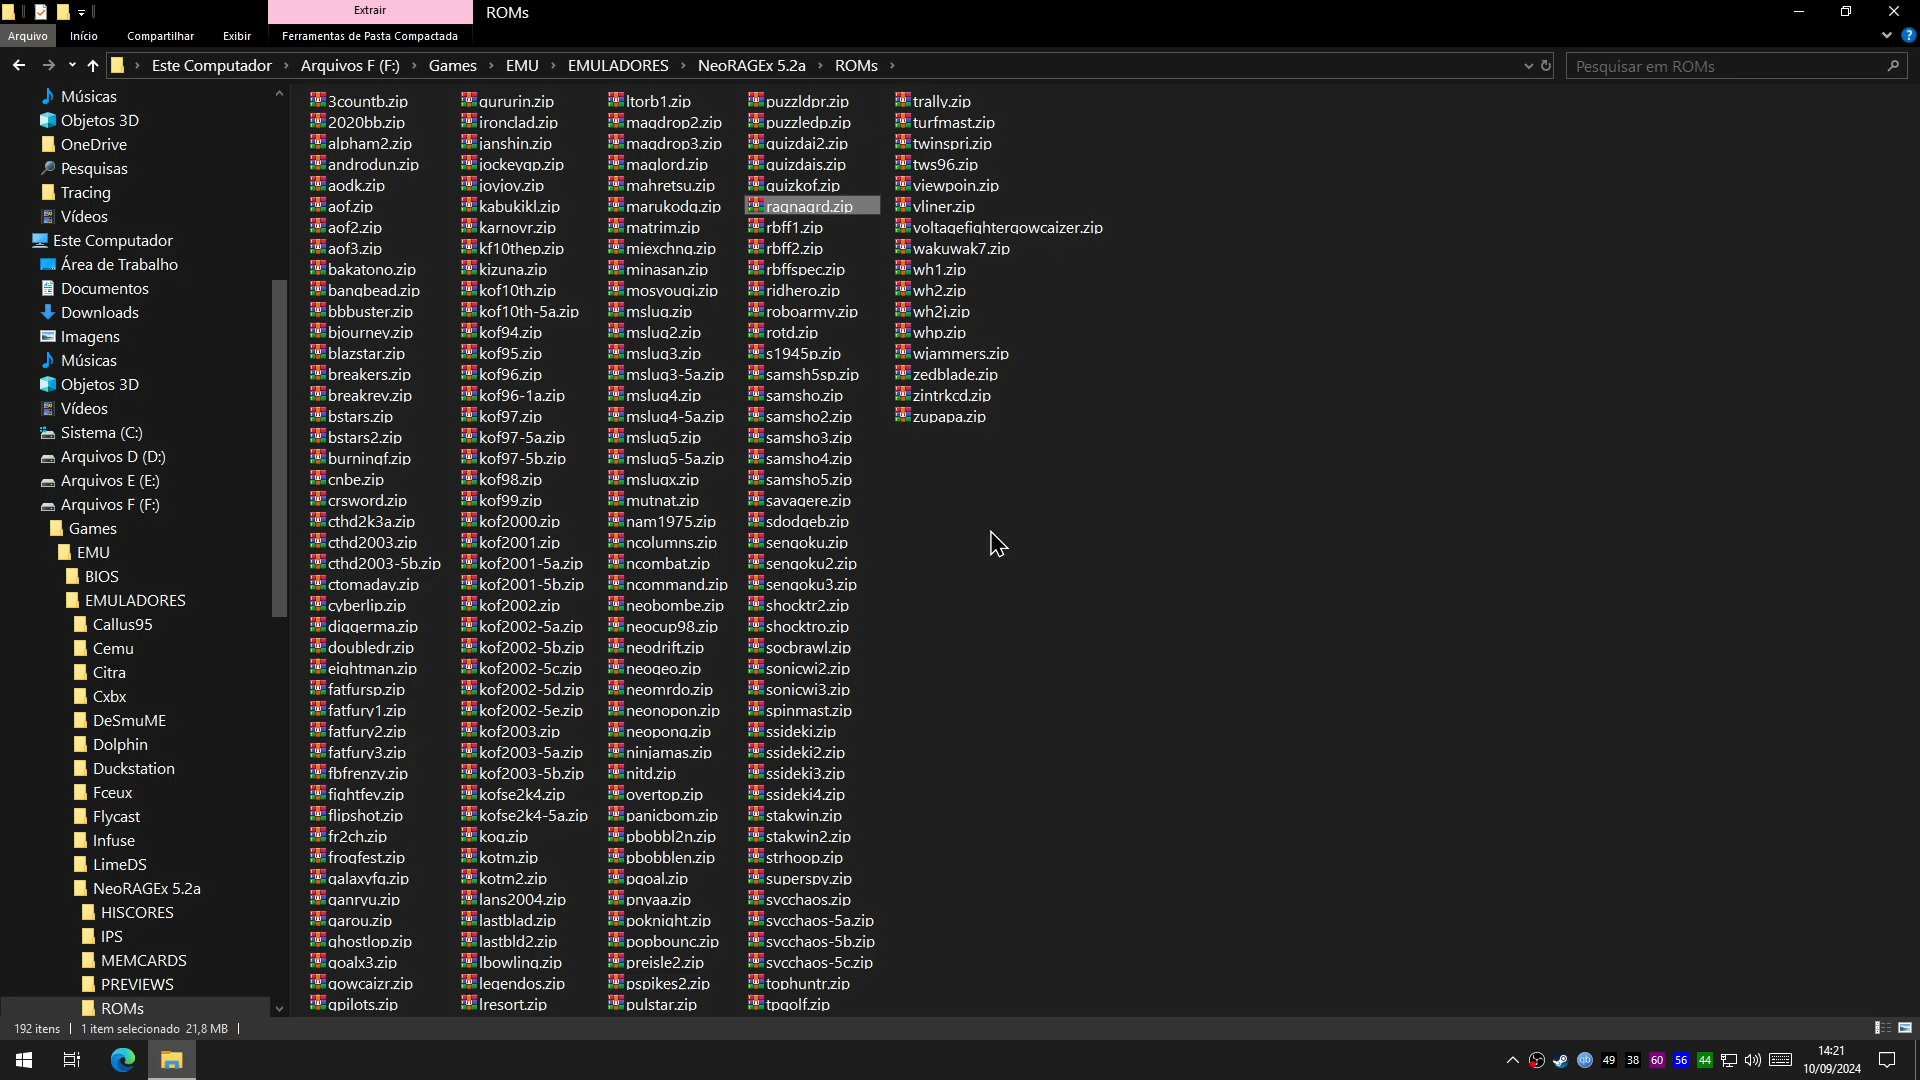 Extrair
ROMs
Arquivo
Início
Compartilhar
Exibir
Ferramentas de Pasta Compactada
Este Computador
Arquivos F (F:)
Games
EMU
EMULADORES
NeoRAGEx 5.2a
ROMs
Pesquisar em ROMs
Músicas
Objetos 3D
OneDrive
Pesquisas
Tracing
Vídeos
Este Computador
Área de Trabalho
Documentos
Downloads
Imagens
Músicas
Objetos 3D
Vídeos
Sistema (C:)
Arquivos D (D:)
Arquivos E (E:)
Arquivos F (F:)
Games
EMU
BIOS
EMULADORES
Callus95
Cemu
Citra
Cxbx
DeSmuME
Dolphin
Duckstation
Fceux
Flycast
Infuse
LimeDS
NeoRAGEx 5.2a
HISCORES
IPS
MEMCARDS
PREVIEWS
ROMs
3countb.zip
2020bb.zip
alpham2.zip
androdun.zip
aodk.zip
aof.zip
aof2.zip
aof3.zip
bakatono.zip
bangbead.zip
bbbuster.zip
bjourney.zip
blazstar.zip
breakers.zip
breakrev.zip
bstars.zip
bstars2.zip
burningf.zip
cnbe.zip
crsword.zip
cthd2k3a.zip
cthd2003.zip
cthd2003-5b.zip
ctomaday.zip
cyberlip.zip
diggerma.zip
doubledr.zip
eightman.zip
fatfursp.zip
fatfury1.zip
fatfury2.zip
fatfury3.zip
fbfrenzy.zip
fightfev.zip
flipshot.zip
fr2ch.zip
frogfest.zip
galaxyfg.zip
ganryu.zip
garou.zip
ghostlop.zip
goalx3.zip
gowcaizr.zip
gpilots.zip
gururin.zip
ironclad.zip
janshin.zip
jockeygp.zip
joyjoy.zip
kabukikl.zip
karnovr.zip
kf10thep.zip
kizuna.zip
kof10th.zip
kof10th-5a.zip
kof94.zip
kof95.zip
kof96.zip
kof96-1a.zip
kof97.zip
kof97-5a.zip
kof97-5b.zip
kof98.zip
kof99.zip
kof2000.zip
kof2001.zip
kof2001-5a.zip
kof2001-5b.zip
kof2002.zip
kof2002-5a.zip
kof2002-5b.zip
kof2002-5c.zip
kof2002-5d.zip
kof2002-5e.zip
kof2003.zip
kof2003-5a.zip
kof2003-5b.zip
kofse2k4.zip
kofse2k4-5a.zip
kog.zip
kotm.zip
kotm2.zip
lans2004.zip
lastblad.zip
lastbld2.zip
lbowling.zip
legendos.zip
lresort.zip
ltorb1.zip
magdrop2.zip
magdrop3.zip
maglord.zip
mahretsu.zip
marukodq.zip
matrim.zip
miexchng.zip
minasan.zip
mosyougi.zip
mslug.zip
mslug2.zip
mslug3.zip
mslug3-5a.zip
mslug4.zip
mslug4-5a.zip
mslug5.zip
mslug5-5a.zip
mslugx.zip
mutnat.zip
nam1975.zip
ncolumns.zip
ncombat.zip
ncommand.zip
neobombe.zip
neocup98.zip
neodrift.zip
neogeo.zip
neomrdo.zip
neonopon.zip
neopong.zip
ninjamas.zip
nitd.zip
overtop.zip
panicbom.zip
pbobbl2n.zip
pbobblen.zip
pgoal.zip
pnyaa.zip
poknight.zip
popbounc.zip
preisle2.zip
pspikes2.zip
pulstar.zip
puzzldpr.zip
puzzledp.zip
quizdai2.zip
quizdais.zip
quizkof.zip
ragnagrd.zip
rbff1.zip
rbff2.zip
rbffspec.zip
ridhero.zip
roboarmy.zip
rotd.zip
s1945p.zip
samsh5sp.zip
samsho.zip
samsho2.zip
samsho3.zip
samsho4.zip
samsho5.zip
savagere.zip
sdodgeb.zip
sengoku.zip
sengoku2.zip
sengoku3.zip
shocktr2.zip
shocktro.zip
socbrawl.zip
sonicwi2.zip
sonicwi3.zip
spinmast.zip
ssideki.zip
ssideki2.zip
ssideki3.zip
ssideki4.zip
stakwin.zip
stakwin2.zip
strhoop.zip
superspy.zip
svcchaos.zip
svcchaos-5a.zip
svcchaos-5b.zip
svcchaos-5c.zip
tophuntr.zip
tpgolf.zip
trally.zip
turfmast.zip
twinspri.zip
tws96.zip
viewpoin.zip
vliner.zip
voltagefightergowcaizer.zip
wakuwak7.zip
wh1.zip
wh2.zip
wh2j.zip
whp.zip
wjammers.zip
zedblade.zip
zintrkcd.zip
zupapa.zip
192 itens
1 item selecionado 21,8 MB
49
38
60
56
44
14:21
10/09/2024